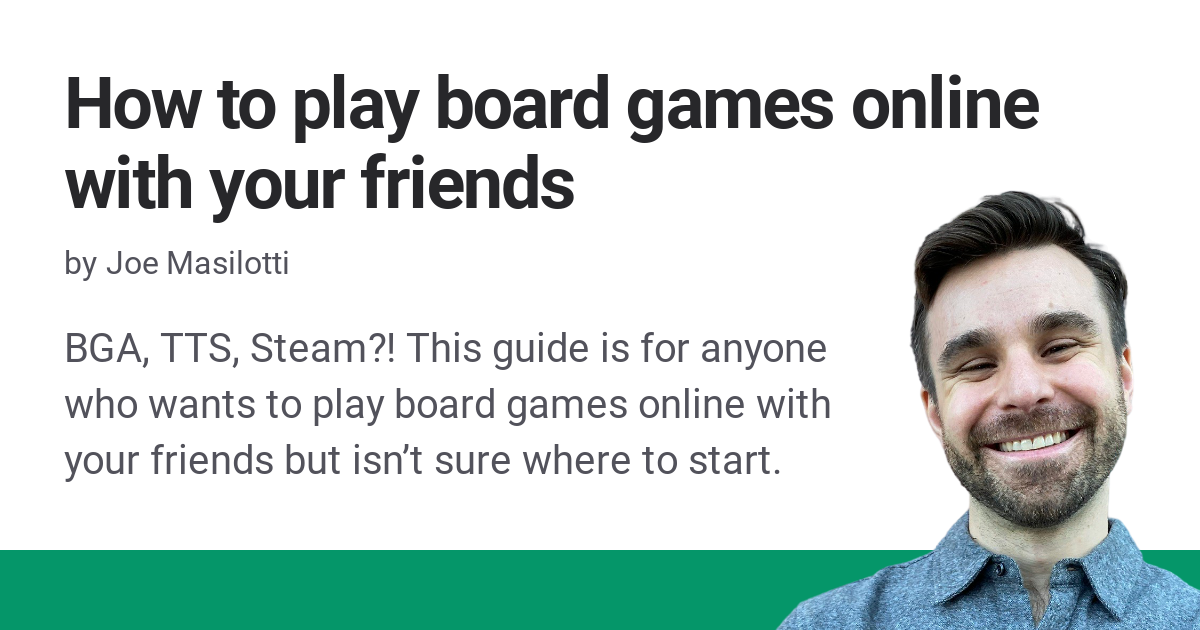 How to play board games online
with your friends
by Joe Masilotti
BGA, TTS, Steam?! This guide is for anyone
who wants to play board games online with
your friends but isn’t sure where to start.